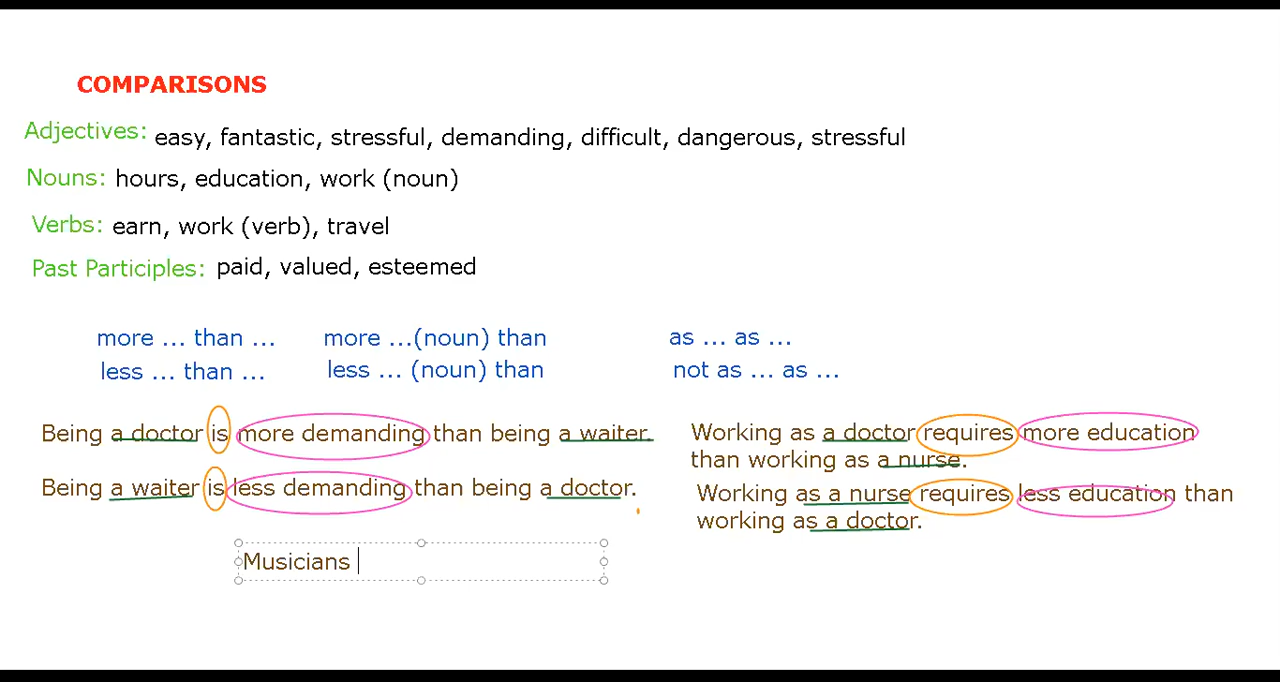 COMPARISONS
Adjectives: easy, fantastic, stressful, demanding, difficult, dangerous, stressful
Nouns: hours, education, work (noun)
Verbs: earn, work (verb), travel
Past Participles: paid, valued, esteemed
more ... than ... more ...(noun) than as ... as ...
less ... than ... less ... (noun) than not as ... as ...
Being a doctor is more demanding than being a waiter.
Being a waiter is less demanding than being a doctor.
Working as a doctor requires more education
than working as a nurse.
Working as a nurse requires less education than
working as a doctor.
Musicians